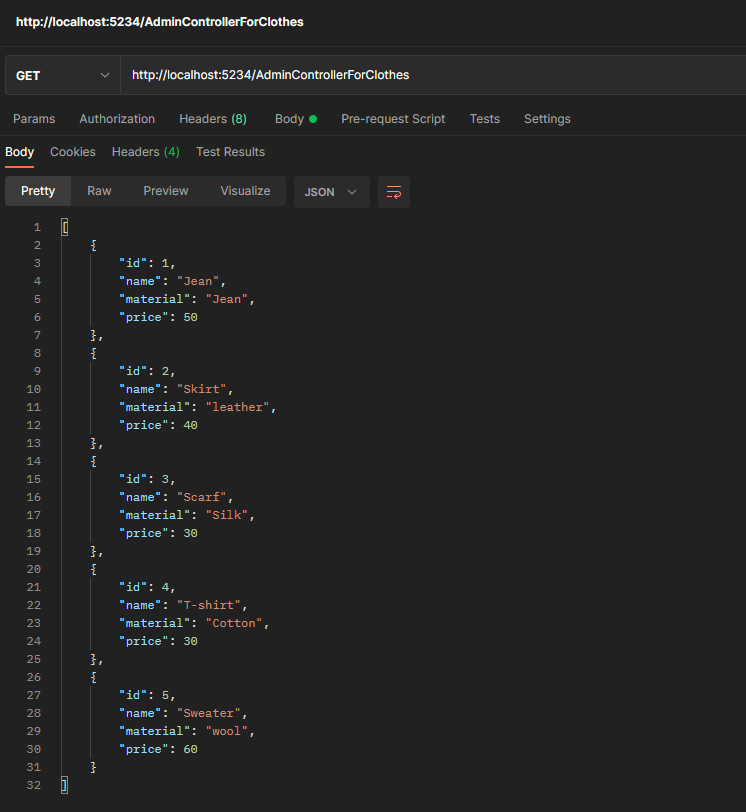 http://localhost:5234/AdminControllerForClothes
GET http://localhost:5234/AdminControllerForClothes
Params Authorization Headers (8) Body Pre-request Script Tests Settings
Body Cookies Headers (4) Test Results
Pretty Raw Preview Visualize JSON
1 [
2 {
3 "id": 1,
4 "name": "Jean",
5 "material": "Jean",
6 "price": 50
7 },
8 {
9 "id": 2,
10 "name": "Skirt",
11 "material": "leather",
12 "price": 40
13 },
14 {
15 "id": 3,
16 "name": "Scarf",
17 "material": "Silk",
18 "price": 30
19 },
20 {
21 "id": 4,
22 "name": "T-shirt",
23 "material": "Cotton",
24 "price": 30
25 },
26 {
27 "id": 5,
28 "name": "Sweater",
29 "material": "wool",
30 "price": 60
31 }
32 ]